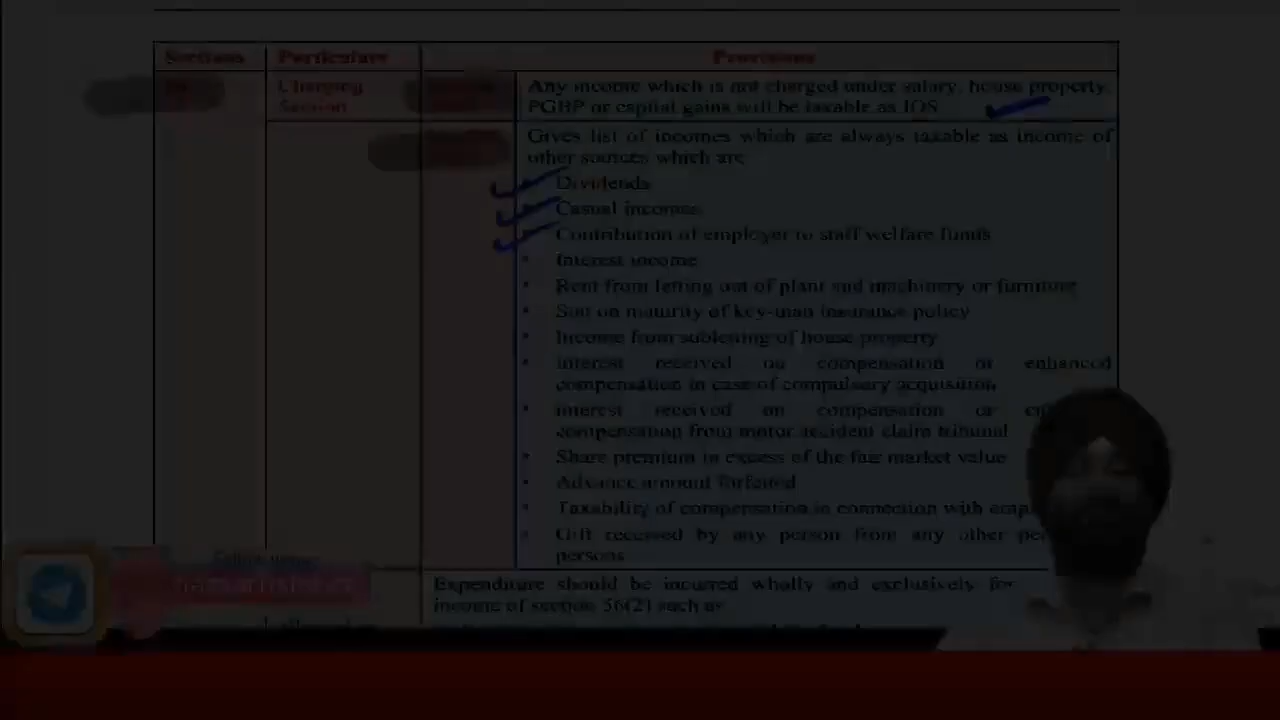 Sections Particulars Provisions
Charging Section
Any income which is not charged under salary, house property,
PGBP or capital gains will be taxable as IOS
Gives list of incomes which are always taxable as income of
other sources which are
Dividends
Casual incomes
Contribution of employer to staff welfare funds
• Interest income
• Rent from letting out of plant and machinery or furniture
• Sum on maturity of key-man insurance policy
• Income from subletting of house property
• Interest received on compensation or enhanced
compensation in case of compulsory acquisition
• Interest received on compensation or
compensation from motor accident claim tribunal
• Share premium in excess of the fair market value
• Advance amount forfeited
• Taxability of compensation in connection with
• Gift received by any person from any other
persons
Expenditure should be incurred wholly and exclusively for
income of section 56(2) such as